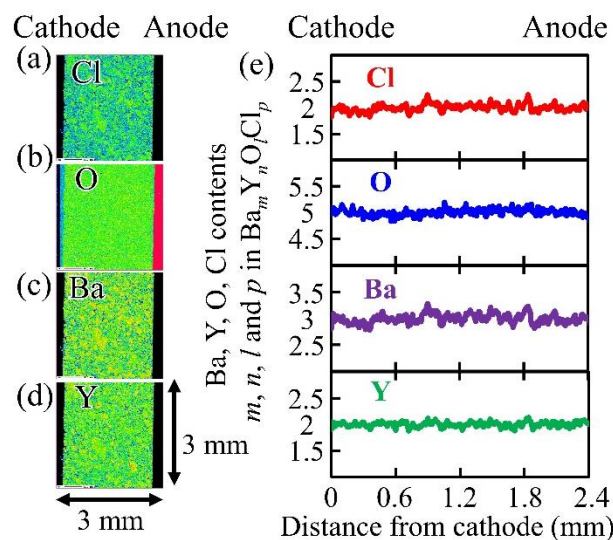 Cathode Anode
(a) Cl
(b) O
(c) Ba
(d) Y
3 mm
3 mm
Ba, Y, O, Cl contents
m, n, l and p in BaₘYₙOₗClₚ
Cathode Anode
(e)
Cl
2.5
2
1.5
O
5.5
5
4.5
Ba
3.5
3
2.5
Y
2.5
2
1.5
0 0.6 1.2 1.8 2.4
Distance from cathode (mm)